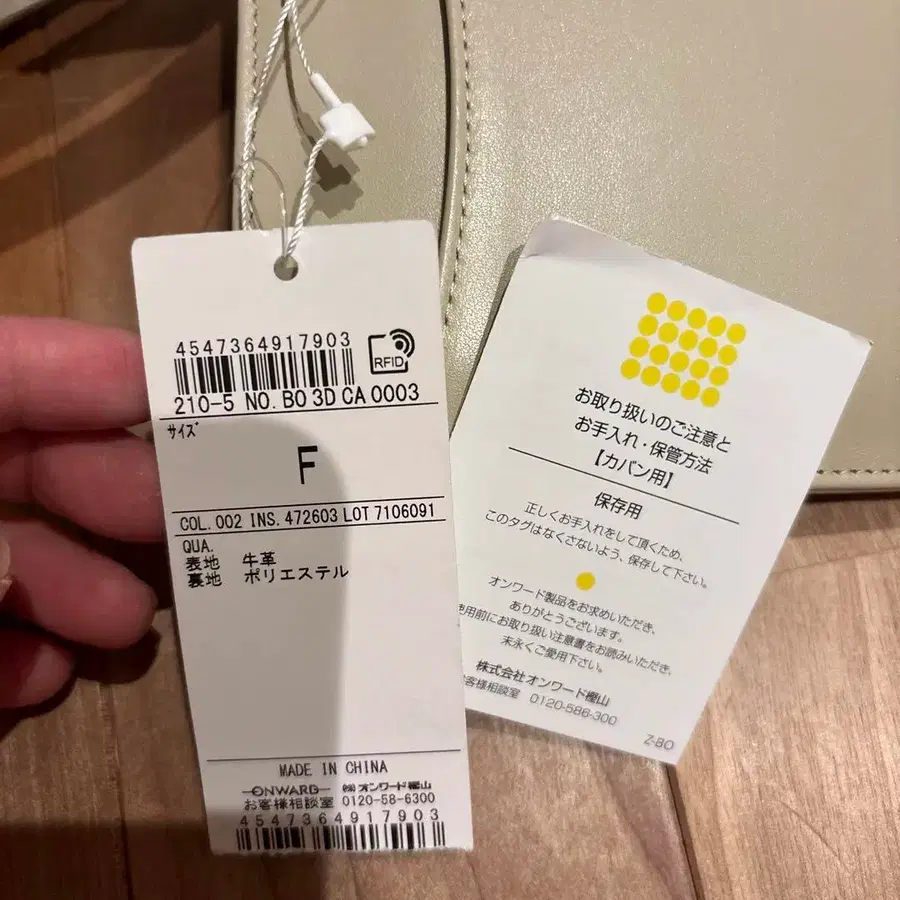 4547364917903
RFID
210-5 NO. BO 3D CA 0003
サイズ
F
COL. 002 INS. 472603 LOT 7106091
QUA.
表地 牛革
裏地 ポリエステル
MADE IN CHINA
ONWARD ㈱オンワード樫山
お客様相談室 0120-58-6300
4547364917903
お取り扱いのご注意と
お手入れ・保管方法
【カバン用】
保存用
正しくお手入れをして頂くため、
このタグはなくさないよう、保存して下さい。
オンワード製品をお求めいただき、
ありがとうございます。
用前にお取り扱い注意書をお読みいただき、
末永くご愛用下さい。
株式会社オンワード樫山
お客様相談室 0120-586-300
Z-BO